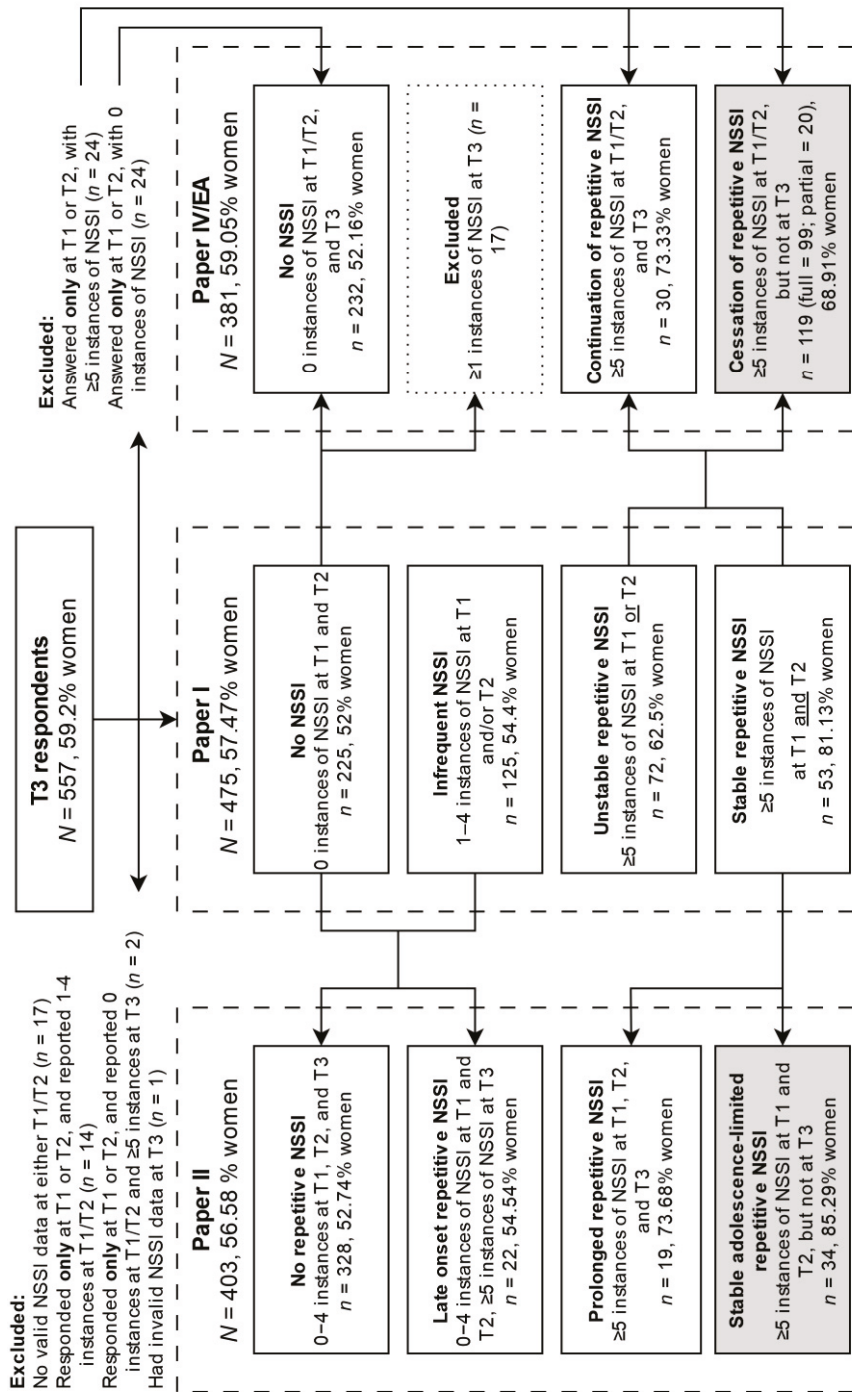 T3 respondents
N = 557, 59.2% women
Excluded:
No valid NSSI data at either T1/T2 (n = 17)
Responded only at T1 or T2, and reported 1-4
instances at T1/T2 (n = 14)
Responded only at T1 or T2, and reported 0
instances at T1/T2 and ≥5 instances at T3 (n = 2)
Had invalid NSSI data at T3 (n = 1)
Excluded:
Answered only at T1 or T2, with
≥5 instances of NSSI (n = 24)
Answered only at T1 or T2, with 0
instances of NSSI (n = 24)
Paper II
N = 403, 56.58 % women
No repetitive NSSI
0–4 instances at T1, T2, and T3
n = 328, 52.74% women
Late onset repetitive NSSI
0–4 instances of NSSI at T1 and
T2, ≥5 instances of NSSI at T3
n = 22, 54.54% women
Prolonged repetitive NSSI
≥5 instances of NSSI at T1, T2,
and T3
n = 19, 73.68% women
Stable adolescence-limited
repetitive NSSI
≥5 instances of NSSI at T1 and
T2, but not at T3
n = 34, 85.29% women
Paper I
N = 475, 57.47% women
No NSSI
0 instances of NSSI at T1 and T2
n = 225, 52% women
Infrequent NSSI
1–4 instances of NSSI at T1
and/or T2
n = 125, 54.4% women
Unstable repetitive NSSI
≥5 instances of NSSI at T1 or T2
n = 72, 62.5% women
Stable repetitive NSSI
≥5 instances of NSSI
at T1 and T2
n = 53, 81.13% women
Paper IV/EA
N = 381, 59.05% women
No NSSI
0 instances of NSSI at T1/T2,
and T3
n = 232, 52.16% women
Excluded
≥1 instances of NSSI at T3 (n =
17)
Continuation of repetitive NSSI
≥5 instances of NSSI at T1/T2,
and T3
n = 30, 73.33% women
Cessation of repetitive NSSI
≥5 instances of NSSI at T1/T2,
but not at T3
n = 119 (full = 99; partial = 20),
68.91% women